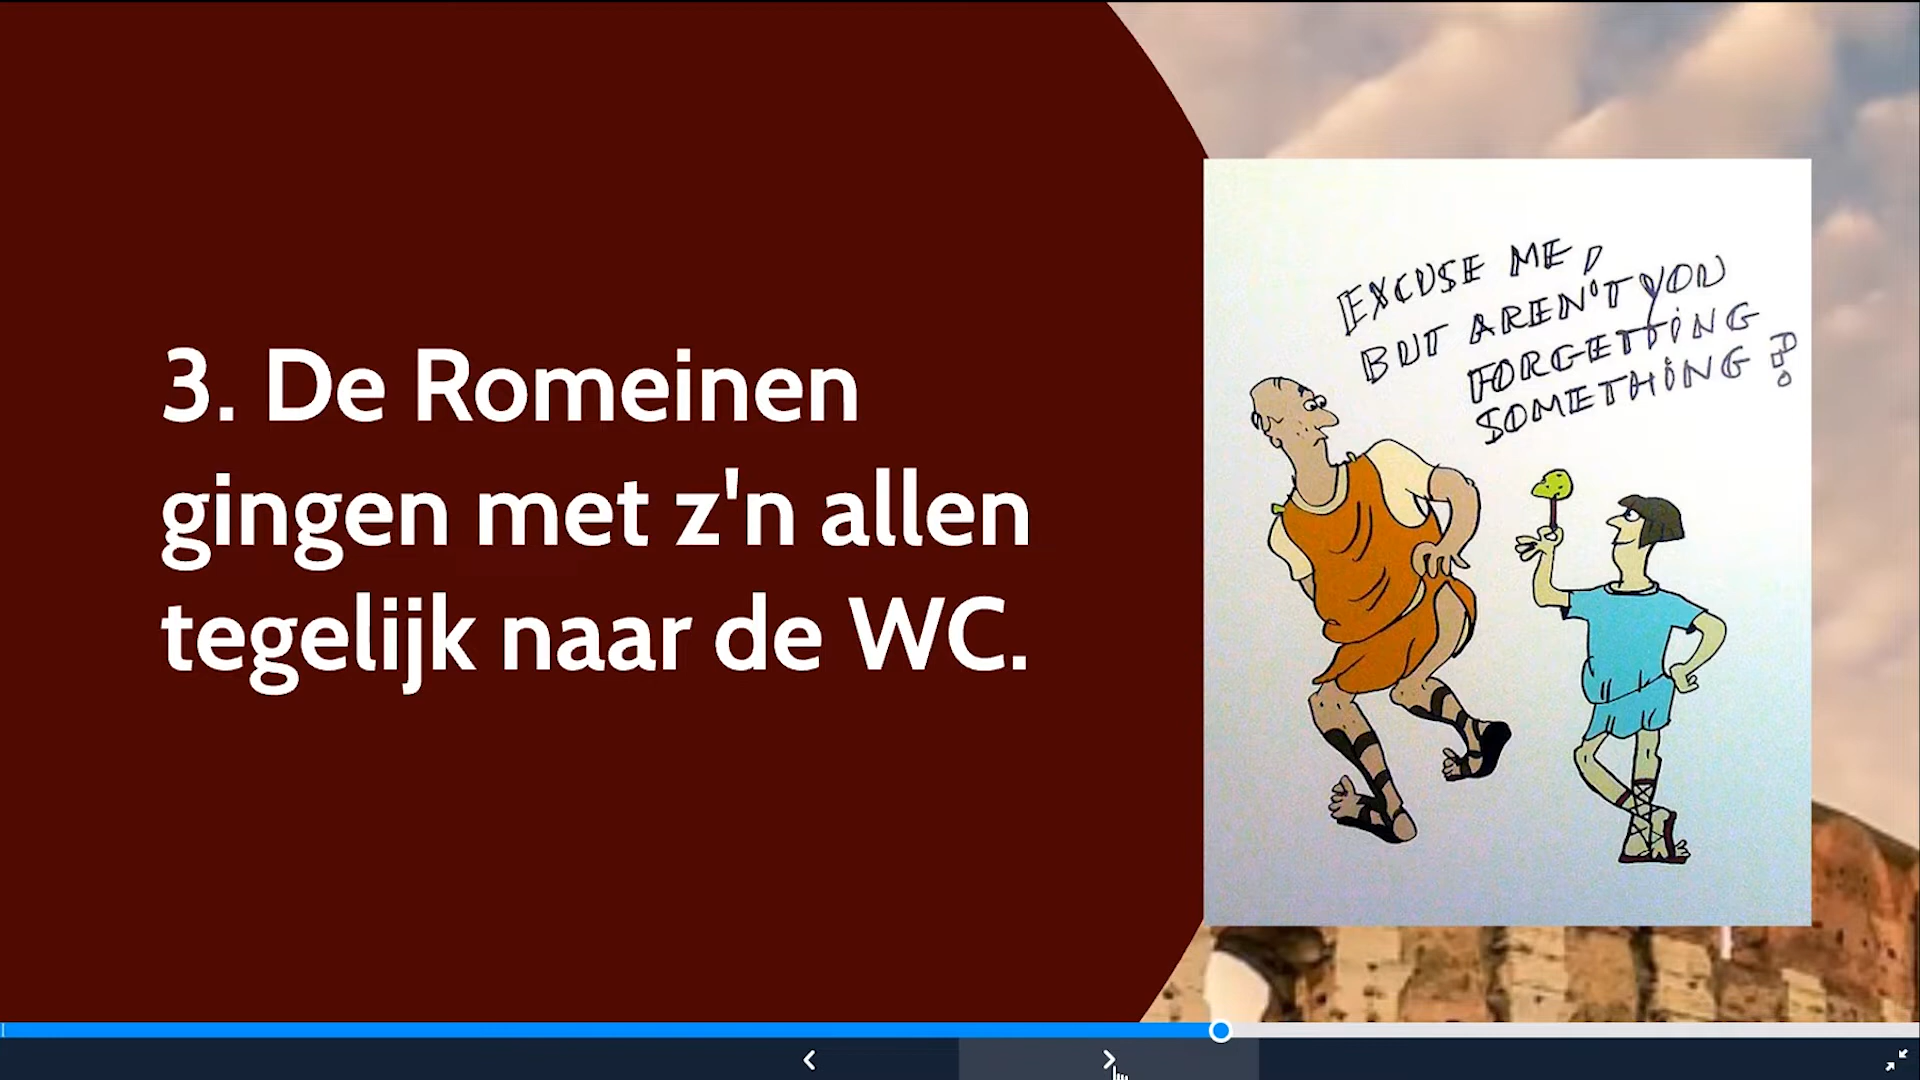 3. De Romeinen
gingen met z'n allen
tegelijk naar de WC.
EXCUSE ME,
BUT AREN'T YOU
FORGETTING
SOMETHING?